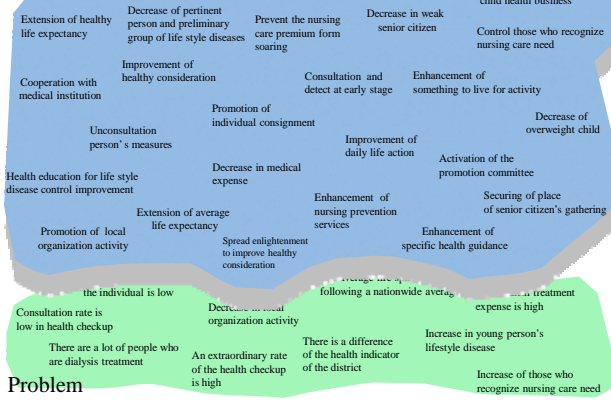 child health business
Extension of healthy
life expectancy
Decrease of pertinent
person and preliminary
group of life style diseases
Prevent the nursing
care premium form
soaring
Decrease in weak
senior citizen
Control those who recognize
nursing care need
Cooperation with
medical institution
Improvement of
healthy consideration
Consultation and
detect at early stage
Enhancement of
something to live for activity
Unconsultation
person's measures
Promotion of
individual consignment
Improvement of
daily life action
Decrease of
overweight child
Health education for life style
disease control improvement
Decrease in medical
expense
Activation of the
promotion committee
Promotion of local
organization activity
Extension of average
life expectancy
Spread enlightenment
to improve healthy
consideration
Enhancement of
nursing prevention
services
Enhancement of
specific health guidance
Securing of place
of senior citizen's gathering
the individual is low
Consultation rate is
low in health checkup
There are a lot of people who
are dialysis treatment
organization activity
An extraordinary rate
of the health checkup
is high
following a nationwide average
There is a difference
of the health indicator
of the district
treatment
expense is high
Increase in young person's
lifestyle disease
Increase of those who
recognize nursing care need
Problem